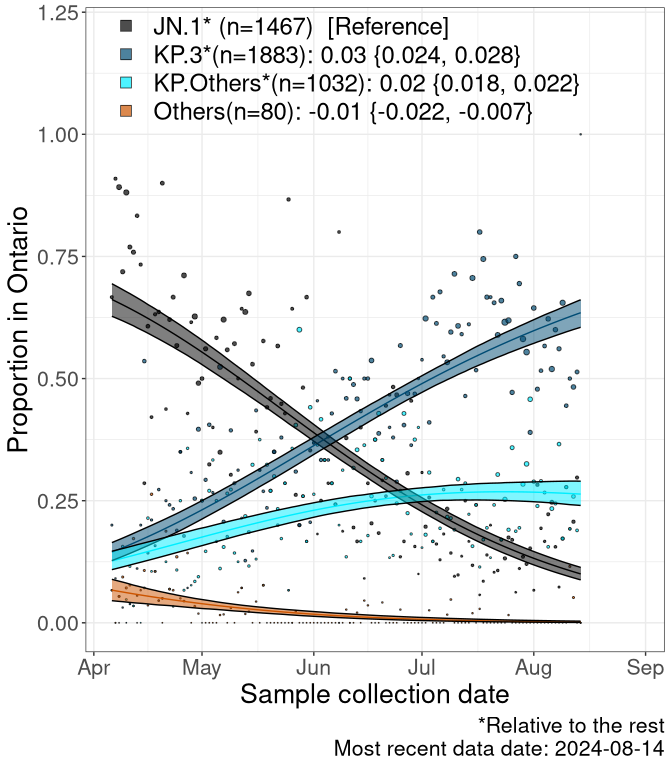 JN.1* (n=1467) [Reference]
KP.3*(n=1883): 0.03 {0.024, 0.028}
KP.Others*(n=1032): 0.02 {0.018, 0.022}
Others(n=80): -0.01 {-0.022, -0.007}
1.25
1.00
0.75
0.50
0.25
0.00
Proportion in Ontario
Apr May Jun Jul Aug Sep
Sample collection date
*Relative to the rest
Most recent data date: 2024-08-14